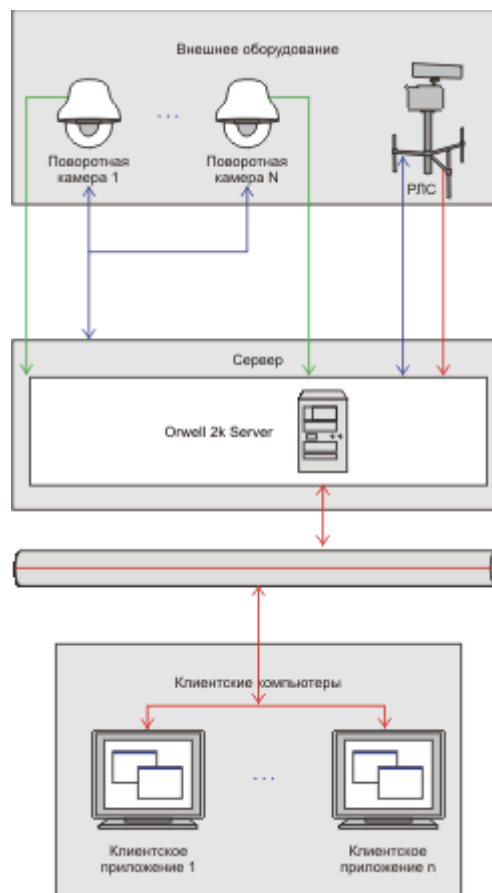 Внешнее оборудование
Поворотная
камера 1
Поворотная
камера N
РЛС
Сервер
Orwell 2k Server
Клиентские компьютеры
Клиентское
приложение 1
Клиентское
приложение n